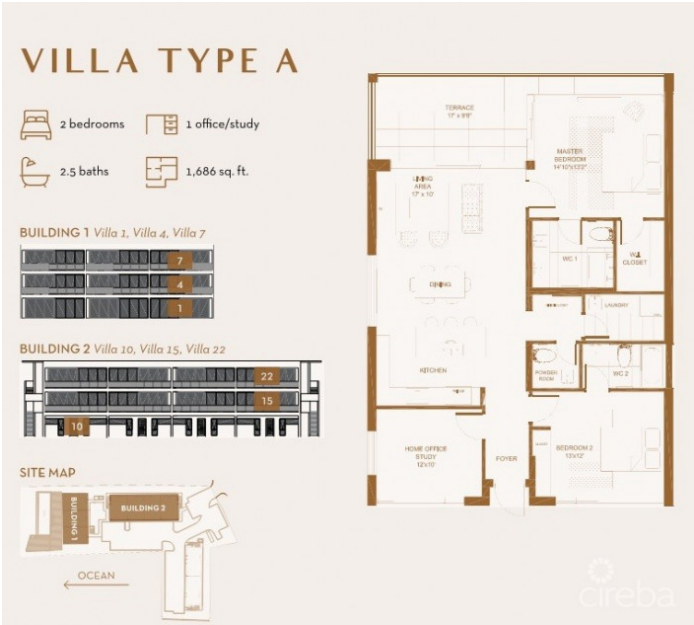 VILLA TYPE A
2 bedrooms
1 office/study
2.5 baths
1,686 sq. ft.
BUILDING 1 Villa 1, Villa 4, Villa 7
7
4
1
BUILDING 2 Villa 10, Villa 15, Villa 22
22
15
10
SITE MAP
BUILDING 1
BUILDING 2
OCEAN
TERRACE
17' x 9'8"
MASTER
BEDROOM
14'10"x12'2"
LIVING
AREA
17' x 10'
WC 1
CLOSET
DINING
LAUNDRY
KITCHEN
POWDER
ROOM
WC 2
HOME OFFICE
STUDY
12'x10'
FOYER
BEDROOM 2
13'x12'
cireba